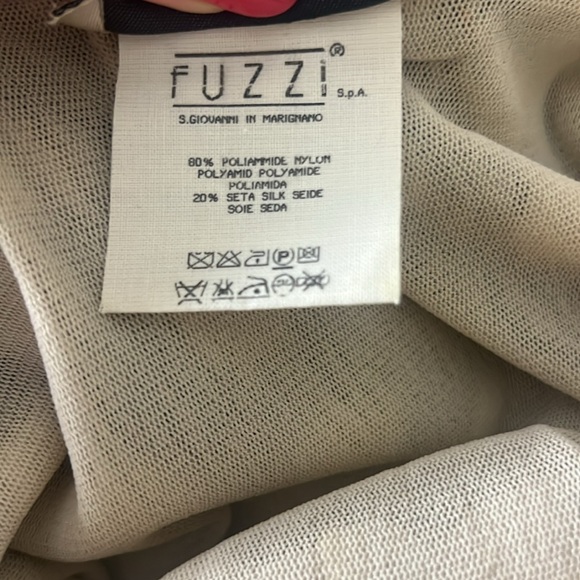 FUZZi® S.p.A.
S.GIOVANNI IN MARIGNANO
80% POLIAMMIDE NYLON
POLYAMID POLYAMIDE
POLIAMIDA
20% SETA SILK SEIDE
SOIE SEDA
P